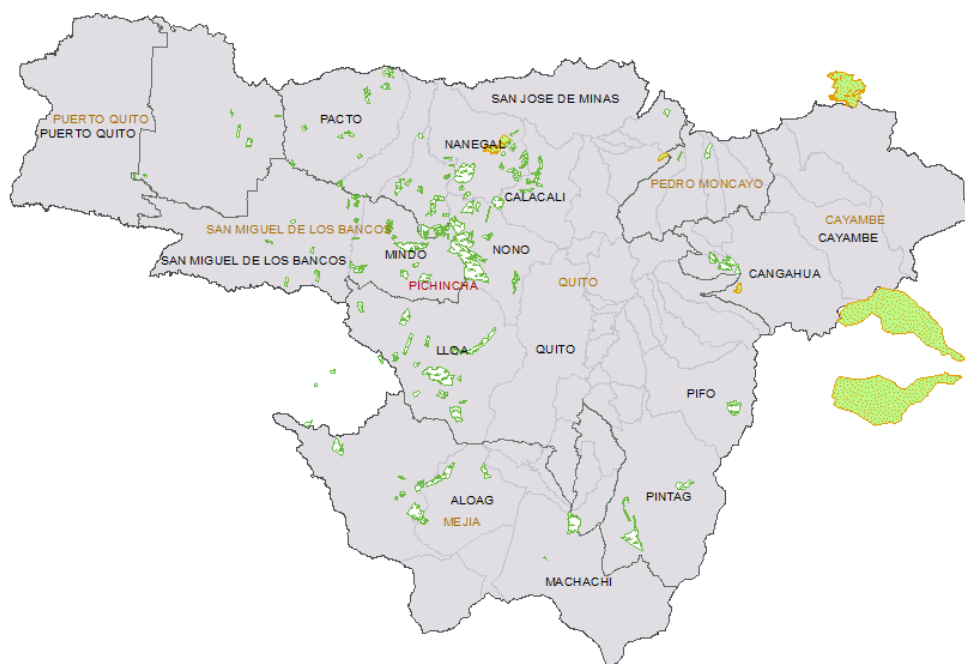 SAN JOSE DE MINAS
PUERTO QUITO
PACTO
PUERTO QUITO
NANEGAL
PEDRO MONCAYO
CALACALI
CAYAMBE
SAN MIGUEL DE LOS BANCOS
CAYAMBE
NONO
MINDO
SAN MIGUEL DE LOS BANCOS
CANGAHUA
QUITO
PICHINCHA
QUITO
LLOA
PIFO
PINTAG
ALOAG
MEJIA
MACHACHI